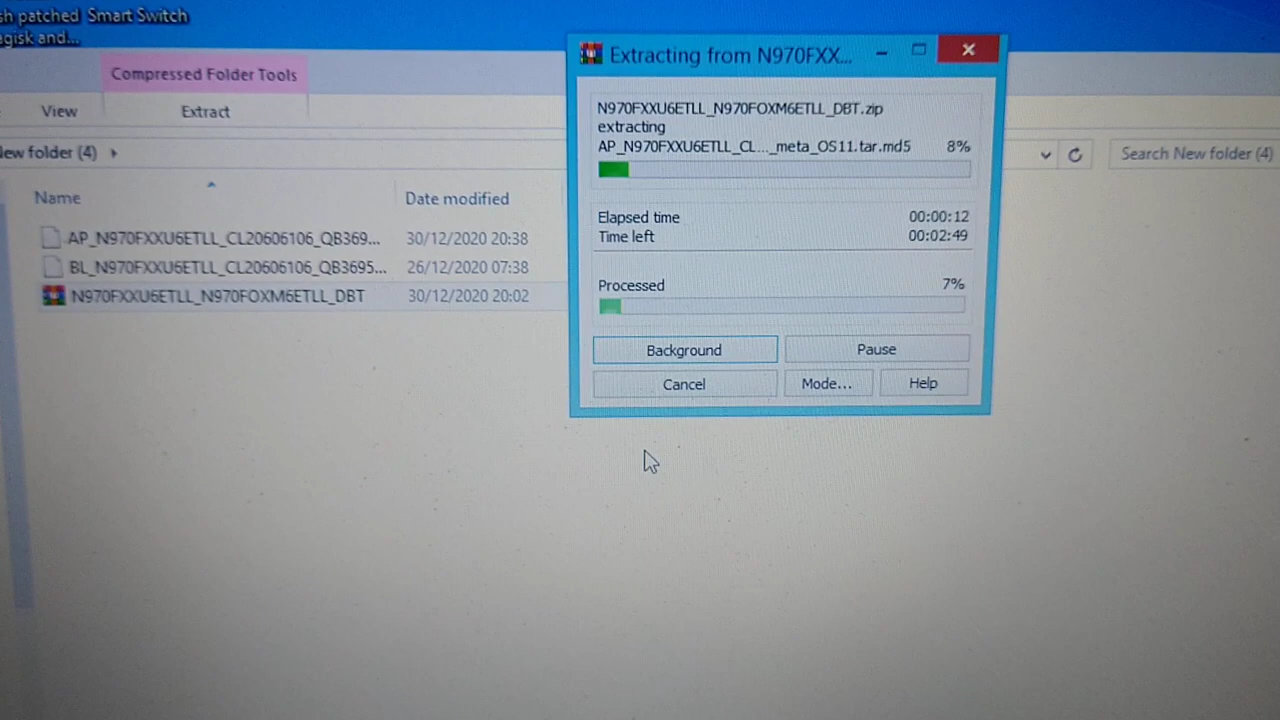 sh patched Smart Switch
agisk and...
Compressed Folder Tools
View Extract
New folder (4)
Search New folder (4)
Name Date modified
AP_N970FXXU6ETLL_CL20606106_QB369... 30/12/2020 20:38
BL_N970FXXU6ETLL_CL20606106_QB3695... 26/12/2020 07:38
N970FXXU6ETLL_N970FOXM6ETLL_DBT 30/12/2020 20:02
Extracting from N970FXX...
N970FXXU6ETLL_N970FOXM6ETLL_DBT.zip
extracting
AP_N970FXXU6ETLL_CL..._meta_OS11.tar.md5 8%
Elapsed time 00:00:12
Time left 00:02:49
Processed 7%
Background Pause
Cancel Mode... Help